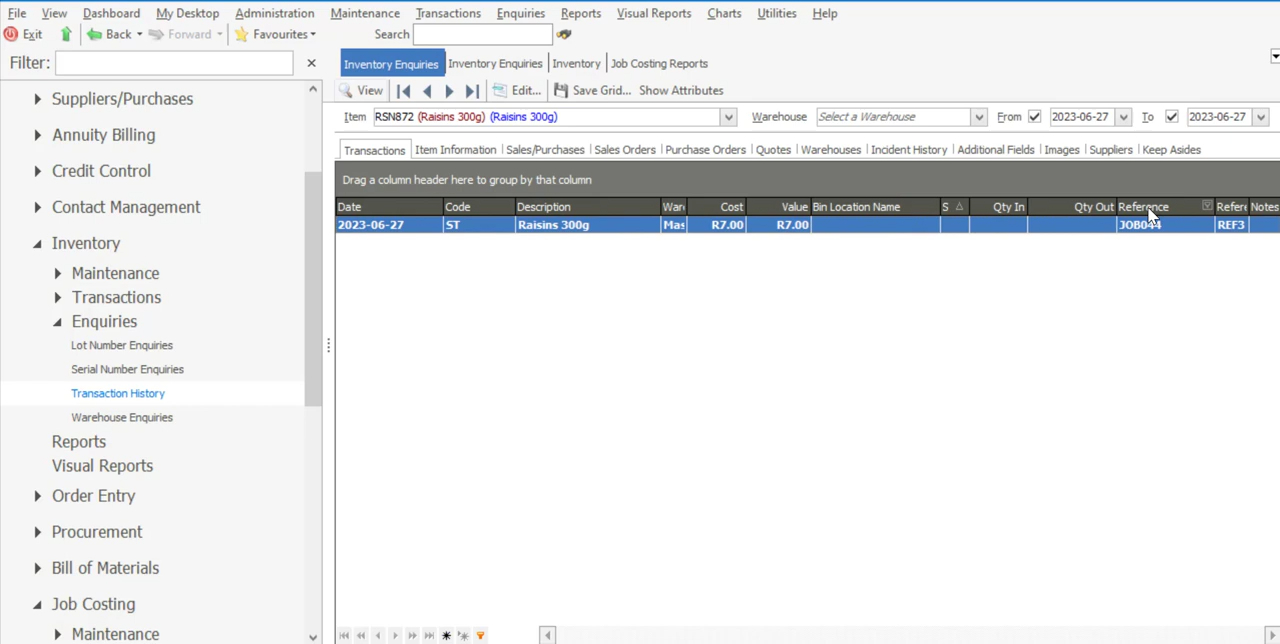 File View Dashboard My Desktop Administration Maintenance Transactions Enquiries Reports Visual Reports Charts Utilities Help
Exit Back Forward Favourites Search
Filter:
Inventory Enquiries Inventory Enquiries Inventory Job Costing Reports
View Edit... Save Grid... Show Attributes
Item RSN872 (Raisins 300g) (Raisins 300g) Warehouse Select a Warehouse From 2023-06-27 To 2023-06-27
Transactions Item Information Sales/Purchases Sales Orders Purchase Orders Quotes Warehouses Incident History Additional Fields Images Suppliers Keep Asides
Drag a column header here to group by that column
Date Code Description Ware Cost Value Bin Location Name S Qty In Qty Out Reference Refere Notes
2023-06-27 ST Raisins 300g Mas R7.00 R7.00 JOB044 REF3
Suppliers/Purchases
Annuity Billing
Credit Control
Contact Management
Inventory
Maintenance
Transactions
Enquiries
Lot Number Enquiries
Serial Number Enquiries
Transaction History
Warehouse Enquiries
Reports
Visual Reports
Order Entry
Procurement
Bill of Materials
Job Costing
Maintenance